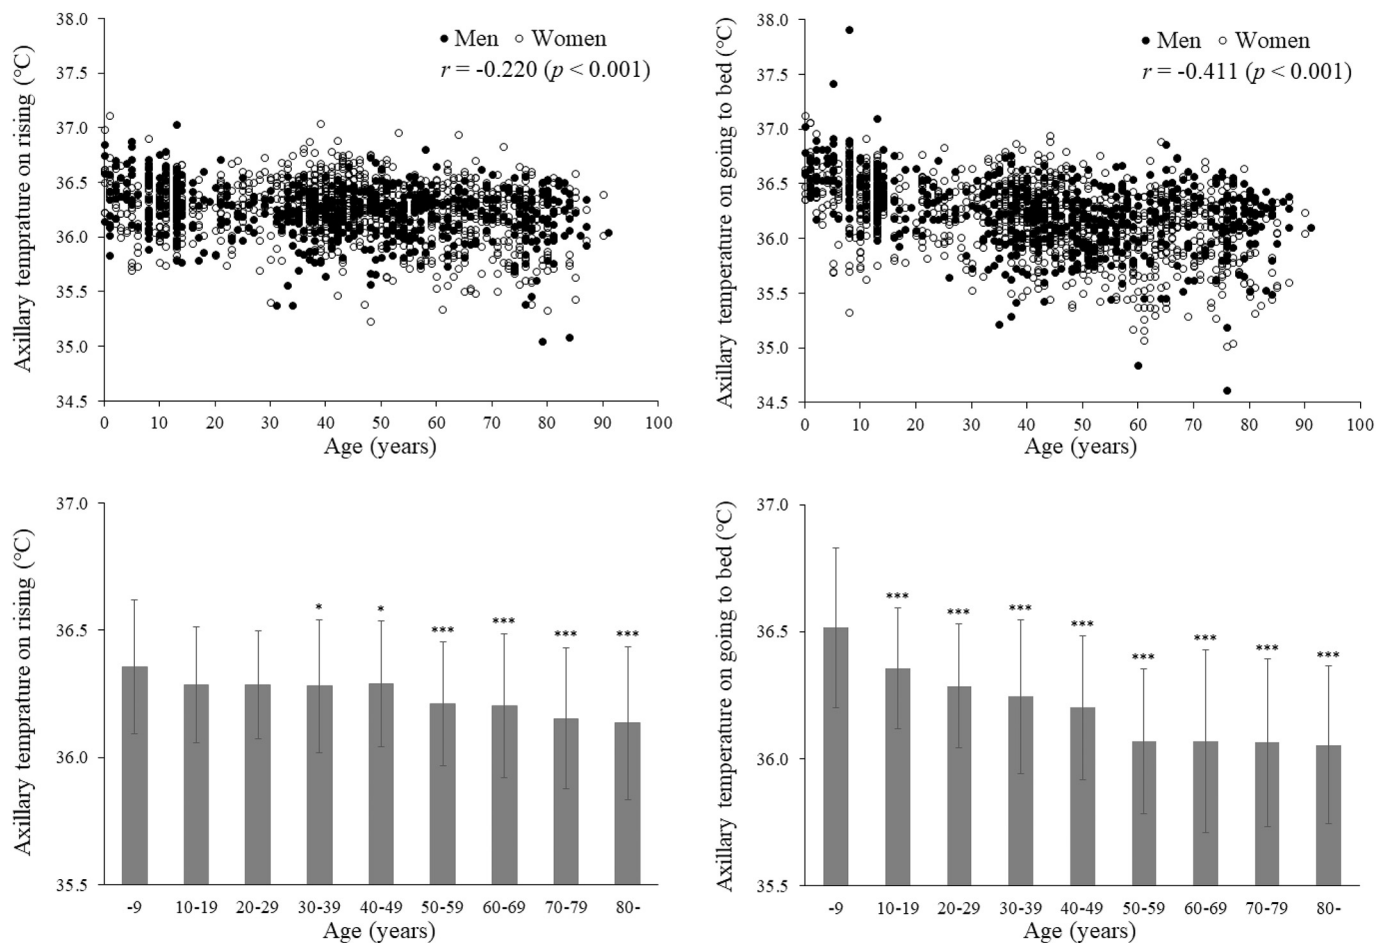 Axillary temprature on rising (°C)
38.0
37.5
37.0
36.5
36.0
35.5
35.0
34.5
● Men ○ Women
r = -0.220 (p < 0.001)
0 10 20 30 40 50 60 70 80 90 100
Age (years)
Axillary temperature on going to bed (°C)
38.0
37.5
37.0
36.5
36.0
35.5
35.0
34.5
● Men ○ Women
r = -0.411 (p < 0.001)
0 10 20 30 40 50 60 70 80 90 100
Age (years)
Axillary temprature on rising (°C)
37.0
36.5
36.0
35.5
* * *** *** *** ***
-9 10-19 20-29 30-39 40-49 50-59 60-69 70-79 80-
Age (years)
Axillary temperature on going to bed (°C)
37.0
36.5
36.0
35.5
*** *** *** *** *** *** *** ***
-9 10-19 20-29 30-39 40-49 50-59 60-69 70-79 80-
Age (years)